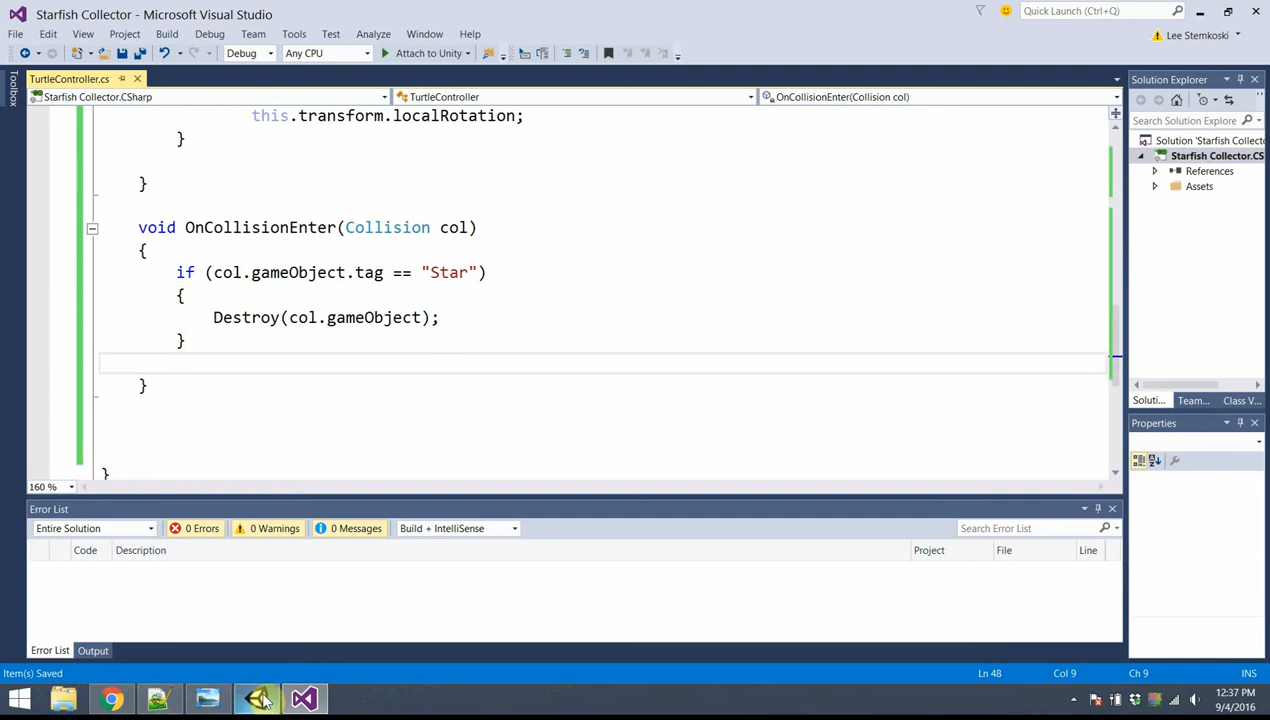 Starfish Collector - Microsoft Visual Studio
Quick Launch (Ctrl+Q)
File Edit View Project Build Debug Team Tools Test Analyze Window Help
Lee Stemkoski
Debug Any CPU Attach to Unity
Toolbox
TurtleController.cs
Starfish Collector.CSharp TurtleController OnCollisionEnter(Collision col)
this.transform.localRotation;
}
}
void OnCollisionEnter(Collision col)
{
if (col.gameObject.tag == "Star")
{
Destroy(col.gameObject);
}
}
}
160 %
Solution Explorer
Search Solution Explore
Solution 'Starfish Collect
Starfish Collector.CS
References
Assets
Soluti... Team... Class V...
Properties
Error List
Entire Solution 0 Errors 0 Warnings 0 Messages Build + IntelliSense Search Error List
Code Description Project File Line
Error List Output
Item(s) Saved Ln 48 Col 9 Ch 9 INS
12:37 PM
9/4/2016